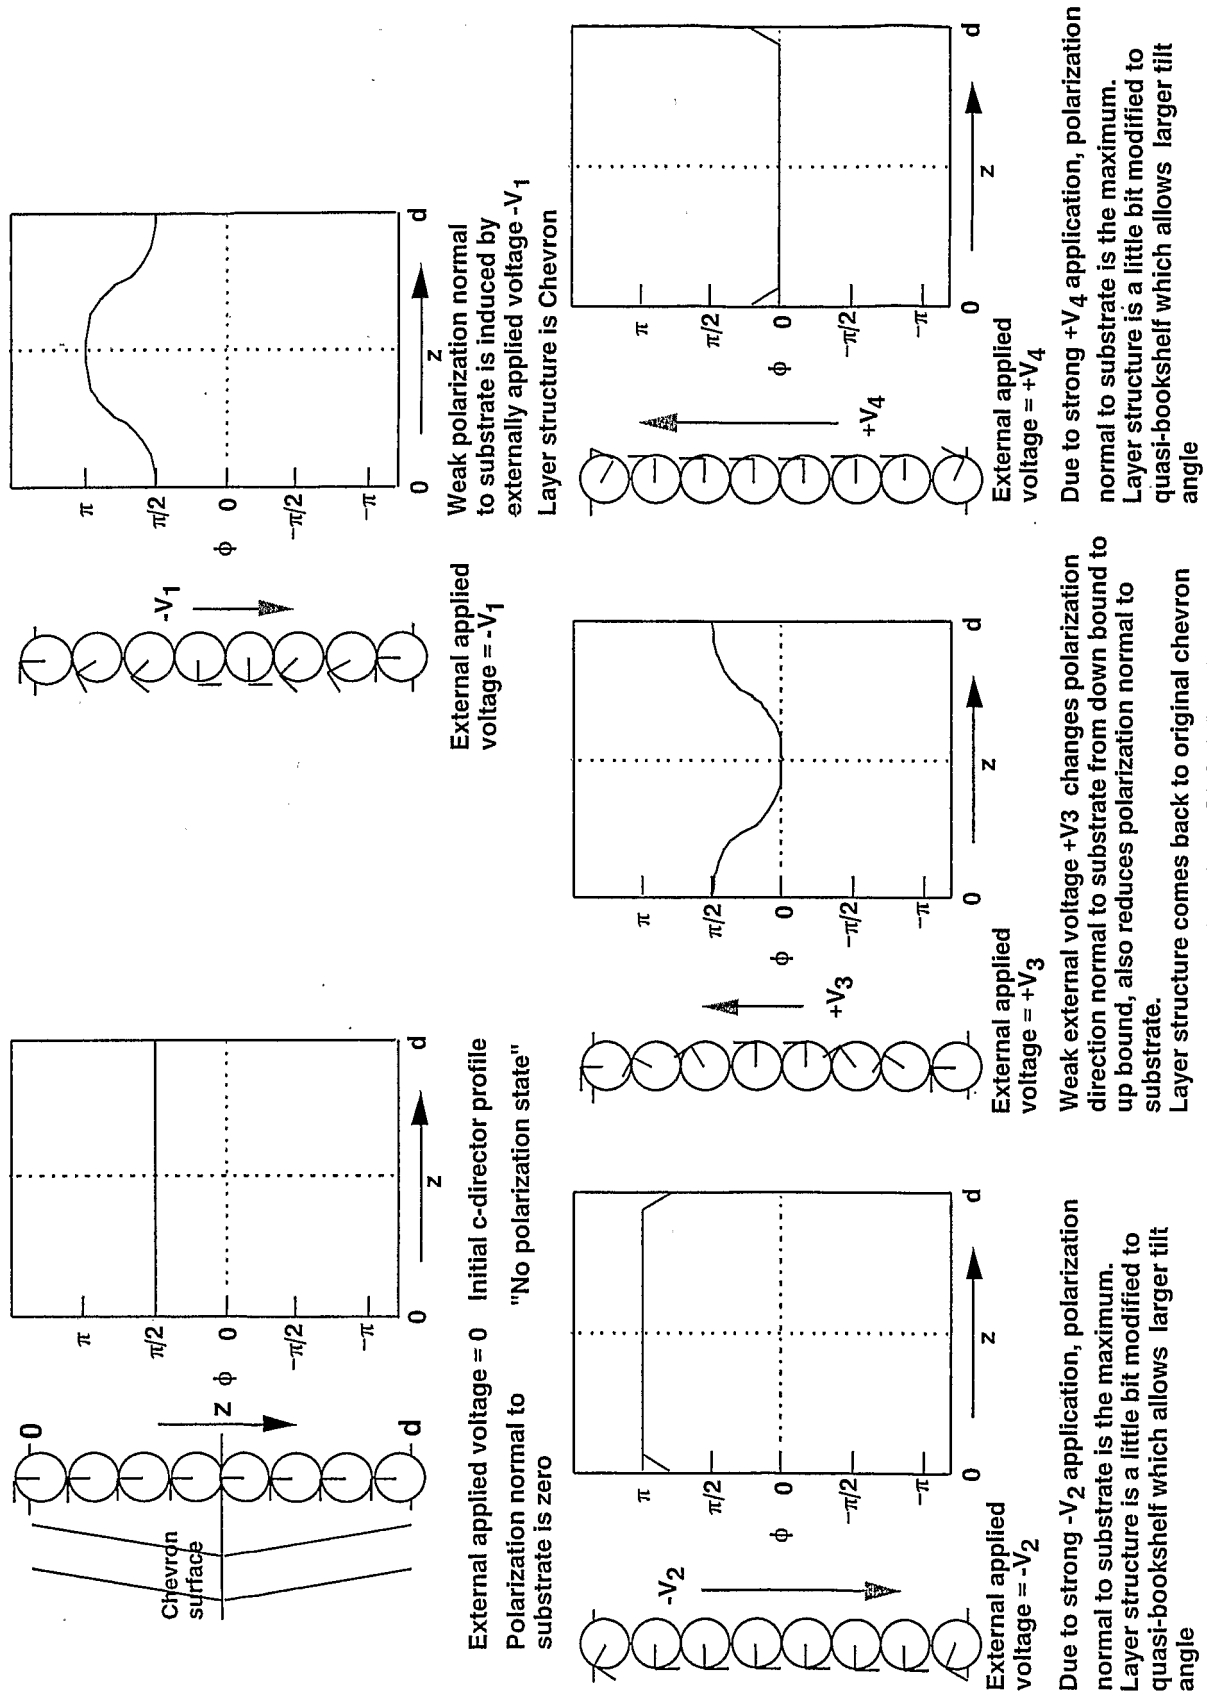 Chevron
surface
0
z
d
π
π/2
0
−π/2
−π
ϕ
0
z
d
External applied voltage = 0
Polarization normal to
substrate is zero
Initial c-director profile
"No polarization state"
-V1
External applied
voltage = -V1
π
π/2
0
−π/2
−π
ϕ
0
z
d
Weak polarization normal
to substrate is induced by
externally applied voltage -V1
Layer structure is Chevron
-V2
External applied
voltage = -V2
π
π/2
0
−π/2
−π
ϕ
0
z
d
Due to strong -V2 application, polarization
normal to substrate is the maximum.
Layer structure is a little bit modified to
quasi-bookshelf which allows larger tilt
angle
+V3
External applied
voltage = +V3
π
π/2
0
−π/2
−π
ϕ
0
z
d
Weak external voltage +V3 changes polarization
direction normal to substrate from down bound to
up bound, also reduces polarization normal to
substrate.
Layer structure comes back to original chevron
+V4
External applied
voltage = +V4
π
π/2
0
−π/2
−π
ϕ
0
z
d
Due to strong +V4 application, polarization
normal to substrate is the maximum.
Layer structure is a little bit modified to
quasi-bookshelf which allows larger tilt
angle